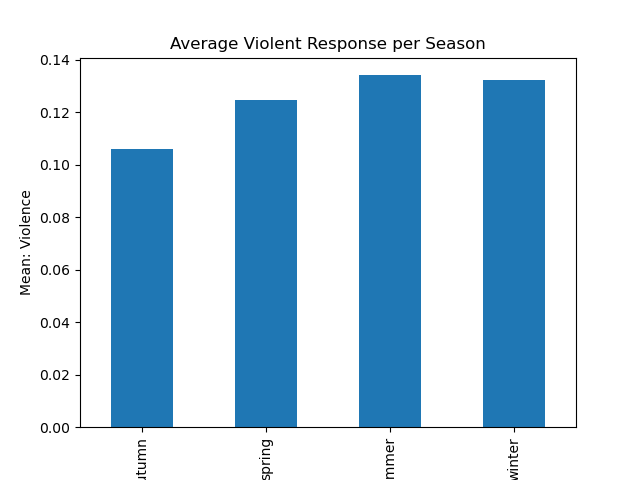 Average Violent Response per Season
Mean: Violence
0.14
0.12
0.10
0.08
0.06
0.04
0.02
0.00
utumn
spring
mmer
winter